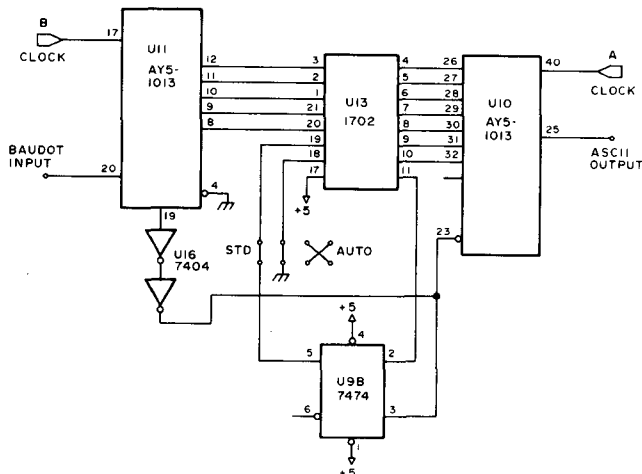 B
CLOCK
17
U11
AY5-
1013
12
11
10
9
8
BAUDOT
INPUT
20
4
19
U16
7404
3
2
1
21
20
19
18
17
+5
U13
1702
4
5
6
7
8
9
10
11
26
27
28
29
30
31
32
U10
AY5-
1013
40
A
CLOCK
25
ASCII
OUTPUT
23
STD
AUTO
+5
4
5
2
U9B
7474
6
3
1
+5